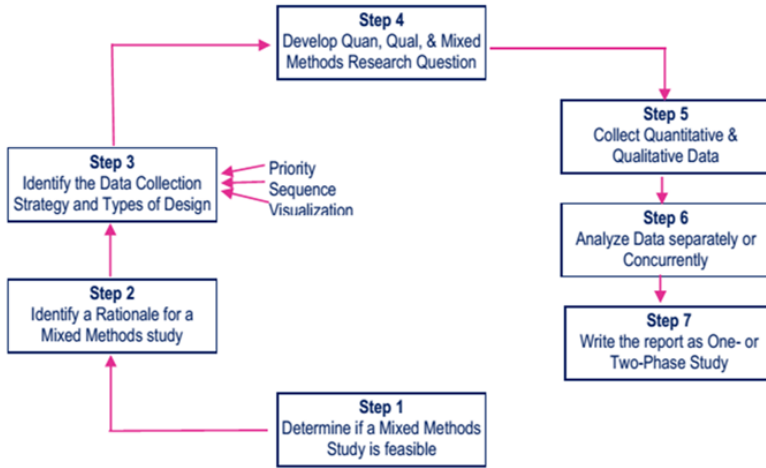 Step 4
Develop Quan, Qual, & Mixed
Methods Research Question
Step 5
Collect Quantitative &
Qualitative Data
Step 3
Identify the Data Collection
Strategy and Types of Design
Priority
Sequence
Visualization
Step 6
Analyze Data separately or
Concurrently
Step 2
Identify a Rationale for a
Mixed Methods study
Step 7
Write the report as One- or
Two-Phase Study
Step 1
Determine if a Mixed Methods
Study is feasible